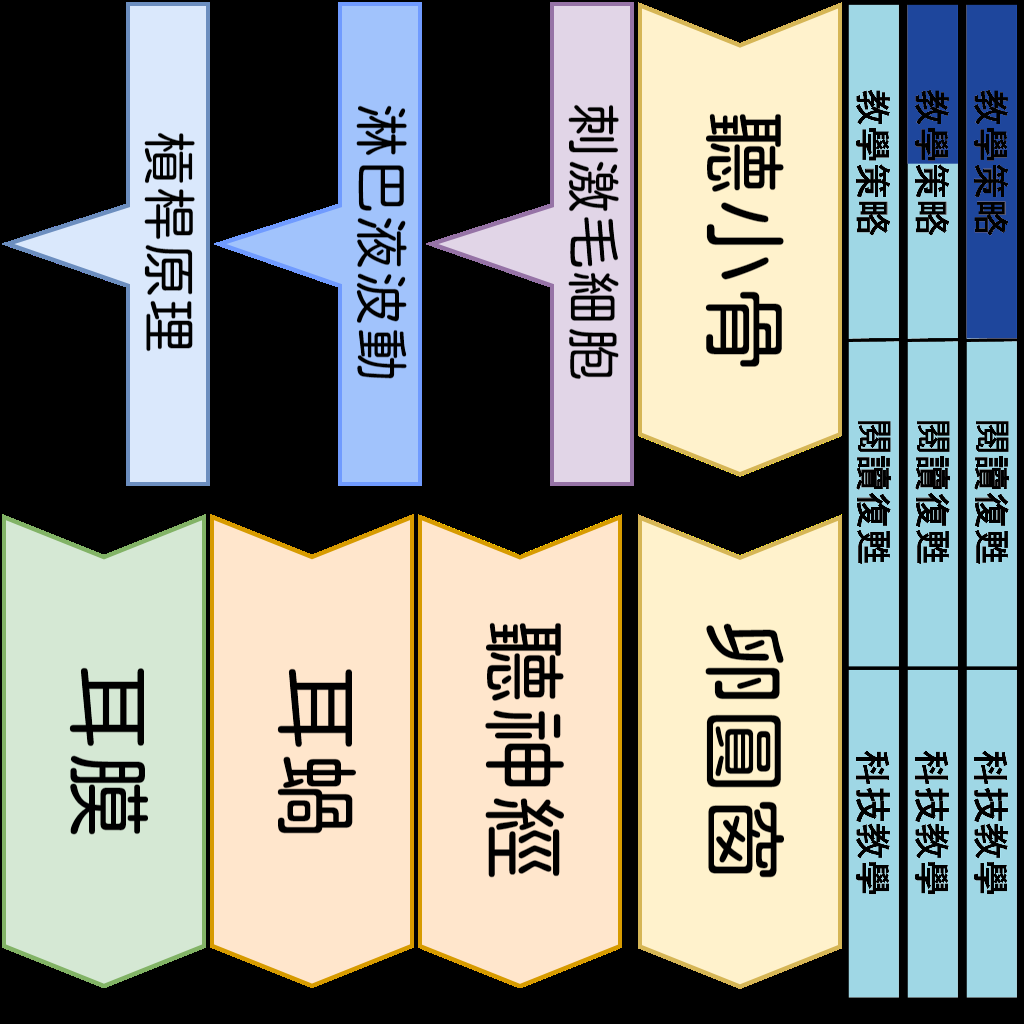 教學策略
閱讀復甦
科技教學
教學策略
閱讀復甦
科技教學
教學策略
閱讀復甦
科技教學
聽小骨
卵圓窗
刺激毛細胞
聽神經
淋巴液波動
耳蝸
槓桿原理
耳膜